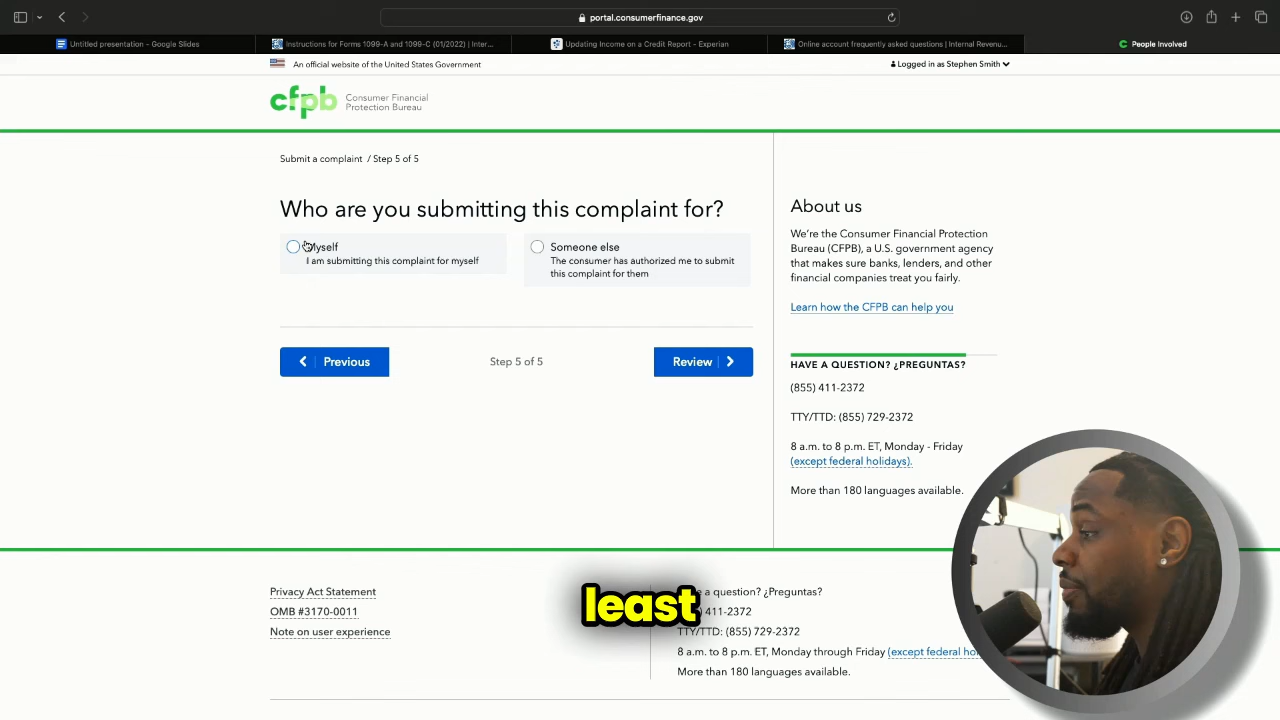 portal.consumerfinance.gov
Untitled presentation - Google Slides
Instructions for Forms 1099-A and 1099-C (01/2022) | Inter...
Updating Income on a Credit Report - Experian
Online account frequently asked questions | Internal Revenu...
People Involved
An official website of the United States Government
Logged in as Stephen Smith
cfpb
Consumer Financial
Protection Bureau
Submit a complaint / Step 5 of 5
Who are you submitting this complaint for?
Myself
I am submitting this complaint for myself
Someone else
The consumer has authorized me to submit
this complaint for them
Previous
Step 5 of 5
Review
About us
We're the Consumer Financial Protection
Bureau (CFPB), a U.S. government agency
that makes sure banks, lenders, and other
financial companies treat you fairly.
Learn how the CFPB can help you
HAVE A QUESTION? ¿PREGUNTAS?
(855) 411-2372
TTY/TTD: (855) 729-2372
8 a.m. to 8 p.m. ET, Monday - Friday
(except federal holidays).
More than 180 languages available.
least
Privacy Act Statement
OMB #3170-0011
Note on user experience
a question? ¿Preguntas?
411-2372
TTY/TTD: (855) 729-2372
8 a.m. to 8 p.m. ET, Monday through Friday (except federal
More than 180 languages available.